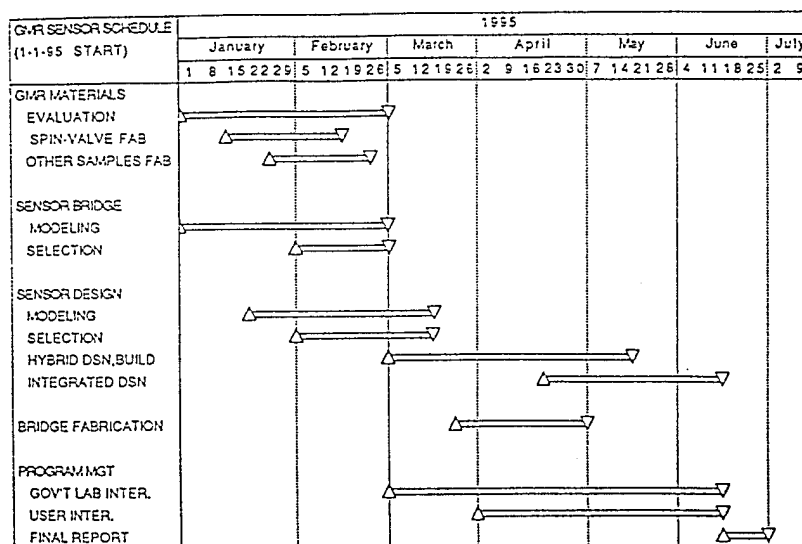 GMR SENSOR SCHEDULE 1995
(1-1-95 START) January February March April May June July
1 8 15 22 29 5 12 19 26 5 12 19 26 2 9 16 23 30 7 14 21 28 4 11 18 25 2 9
GMR MATERIALS
EVALUATION
SPIN-VALVE FAB
OTHER SAMPLES FAB
SENSOR BRIDGE
MODELING
SELECTION
SENSOR DESIGN
MODELING
SELECTION
HYBRID DSN,BUILD
INTEGRATED DSN
BRIDGE FABRICATION
PROGRAM MGT
GOV'T LAB INTER.
USER INTER.
FINAL REPORT